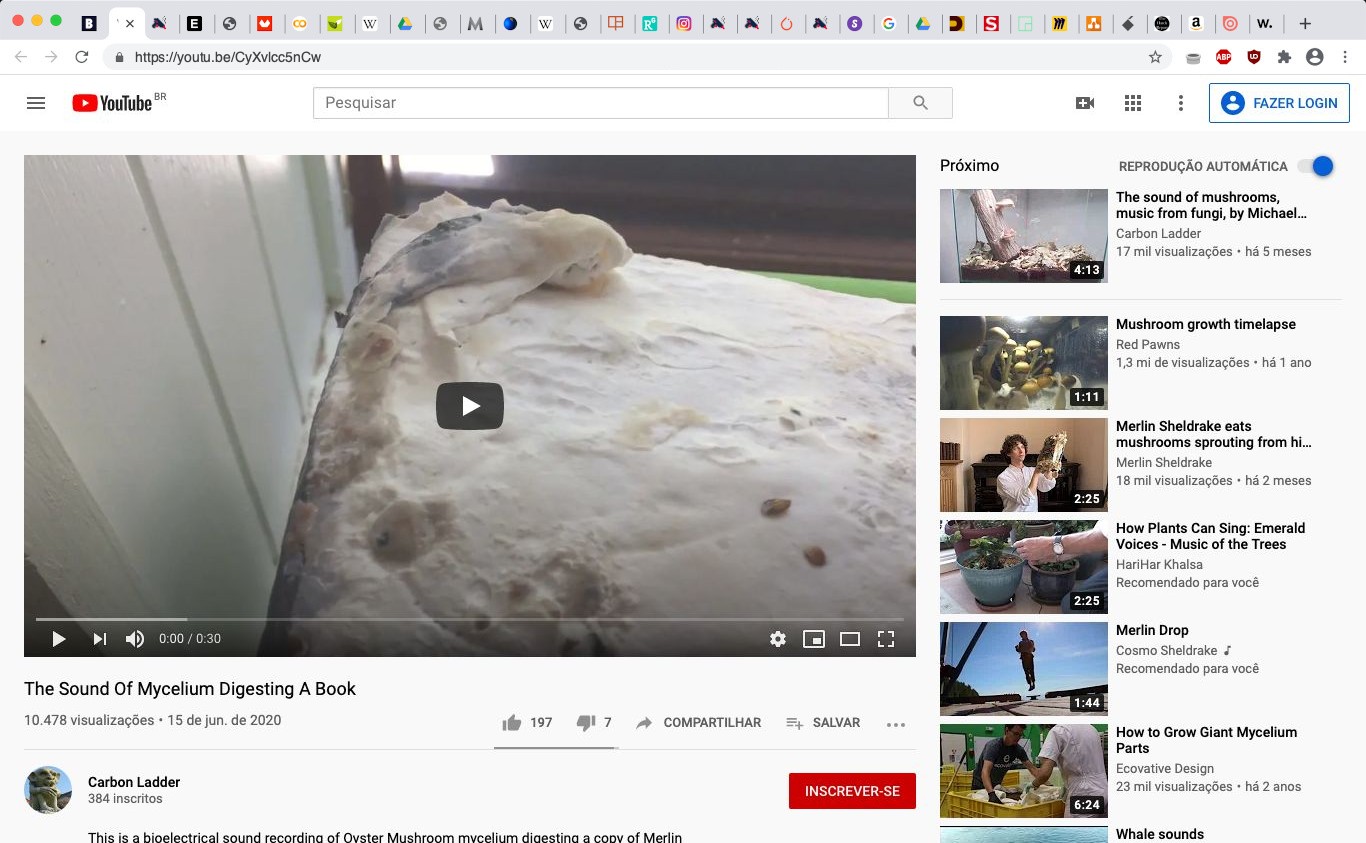 https://youtu.be/CyXvlcc5nCw
YouTube BR
Pesquisar
FAZER LOGIN
0:00 / 0:30
The Sound Of Mycelium Digesting A Book
10.478 visualizações • 15 de jun. de 2020
197
7
COMPARTILHAR
SALVAR
Carbon Ladder
384 inscritos
INSCREVER-SE
This is a bioelectrical sound recording of Oyster Mushroom mycelium digesting a copy of Merlin
Próximo
REPRODUÇÃO AUTOMÁTICA
4:13
The sound of mushrooms,
music from fungi, by Michael...
Carbon Ladder
17 mil visualizações • há 5 meses
1:11
Mushroom growth timelapse
Red Pawns
1,3 mi de visualizações • há 1 ano
2:25
Merlin Sheldrake eats
mushrooms sprouting from hi...
Merlin Sheldrake
18 mil visualizações • há 2 meses
2:25
How Plants Can Sing: Emerald
Voices - Music of the Trees
HariHar Khalsa
Recomendado para você
1:44
Merlin Drop
Cosmo Sheldrake
Recomendado para você
6:24
How to Grow Giant Mycelium
Parts
Ecovative Design
23 mil visualizações • há 2 anos
Whale sounds